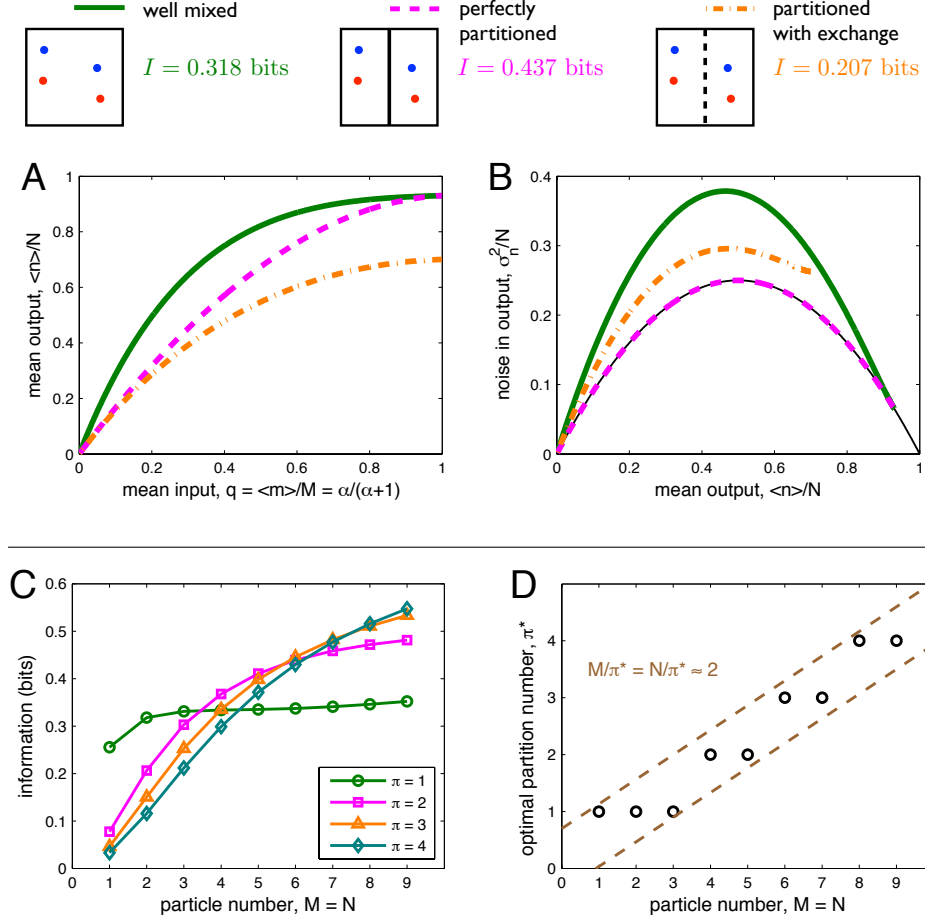 well mixed
perfectly
partitioned
partitioned
with exchange
I = 0.318 bits
I = 0.437 bits
I = 0.207 bits
A
mean output, <n>/N
1
0.8
0.6
0.4
0.2
0
0 0.2 0.4 0.6 0.8 1
mean input, q = <m>/M = α/(α+1)
B
noise in output, σn²/N
0.4
0.3
0.2
0.1
0
0 0.2 0.4 0.6 0.8 1
mean output, <n>/N
C
information (bits)
0.6
0.5
0.4
0.3
0.2
0.1
0
π = 1
π = 2
π = 3
π = 4
0 1 2 3 4 5 6 7 8 9
particle number, M = N
D
optimal partition number, π*
4
3
2
1
0
M/π* = N/π* ≈ 2
0 1 2 3 4 5 6 7 8 9
particle number, M = N